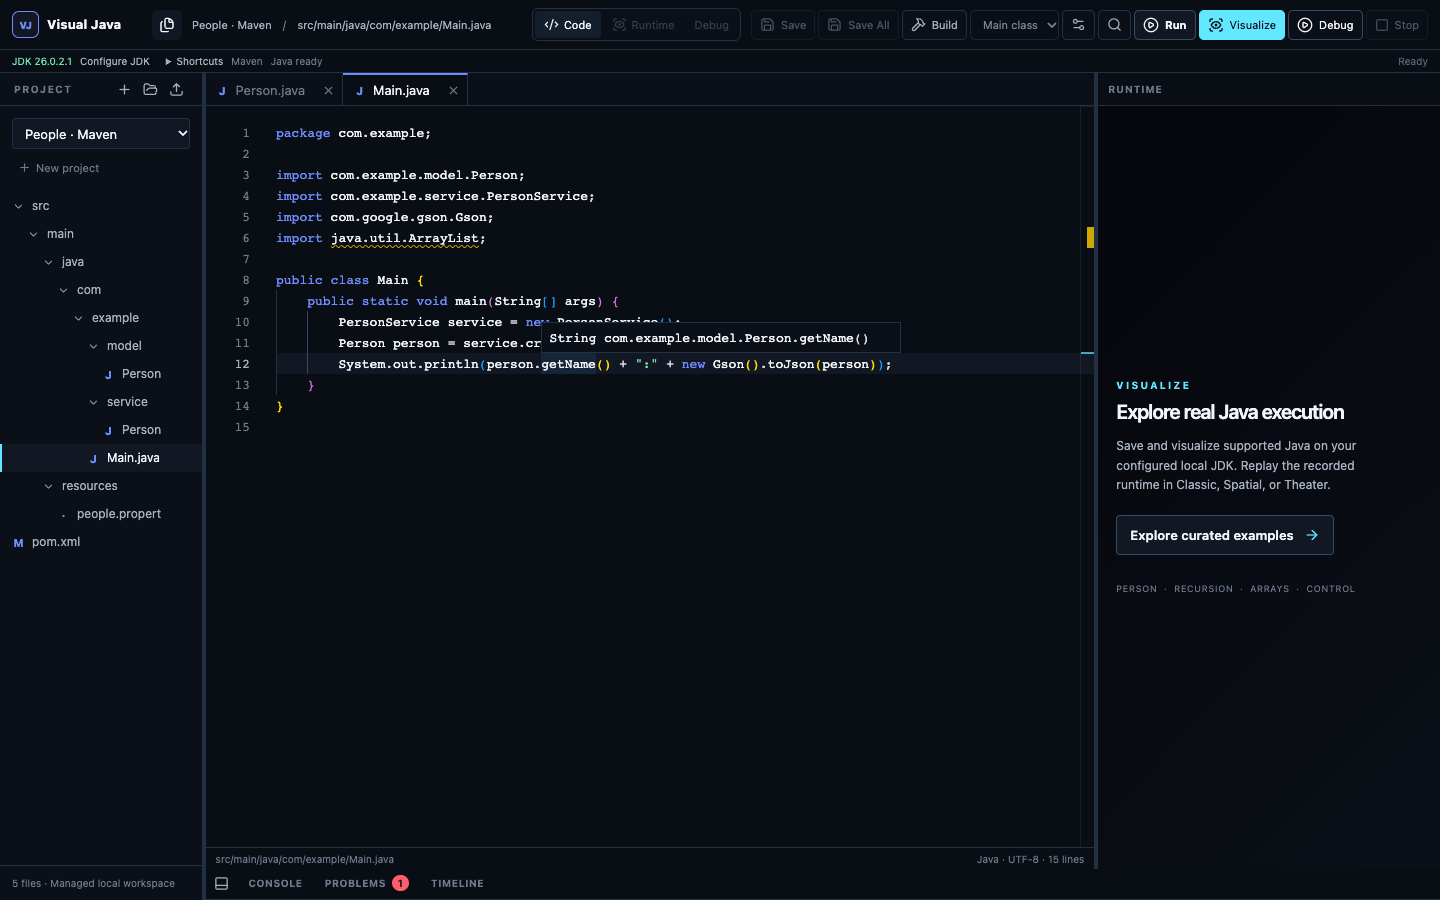 VJ Visual Java
People · Maven / src/main/java/com/example/Main.java
Code Runtime Debug
Save Save All Build Main class Run Visualize Debug Stop
JDK 26.0.2.1 Configure JDK Shortcuts Maven Java ready
Ready
PROJECT
People · Maven
New project
src
main
java
com
example
model
J Person
service
J Person
J Main.java
resources
people.propert
M pom.xml
5 files · Managed local workspace
J Person.java
J Main.java
1 package com.example;
2
3 import com.example.model.Person;
4 import com.example.service.PersonService;
5 import com.google.gson.Gson;
6 import java.util.ArrayList;
7
8 public class Main {
9 public static void main(String[] args) {
10 PersonService service = new PersonService();
String com.example.model.Person.getName()
11 Person person = service.cr
12 System.out.println(person.getName() + ":" + new Gson().toJson(person));
13 }
14 }
15
src/main/java/com/example/Main.java
Java · UTF-8 · 15 lines
CONSOLE PROBLEMS 1 TIMELINE
RUNTIME
VISUALIZE
Explore real Java execution
Save and visualize supported Java on your
configured local JDK. Replay the recorded
runtime in Classic, Spatial, or Theater.
Explore curated examples
PERSON · RECURSION · ARRAYS · CONTROL